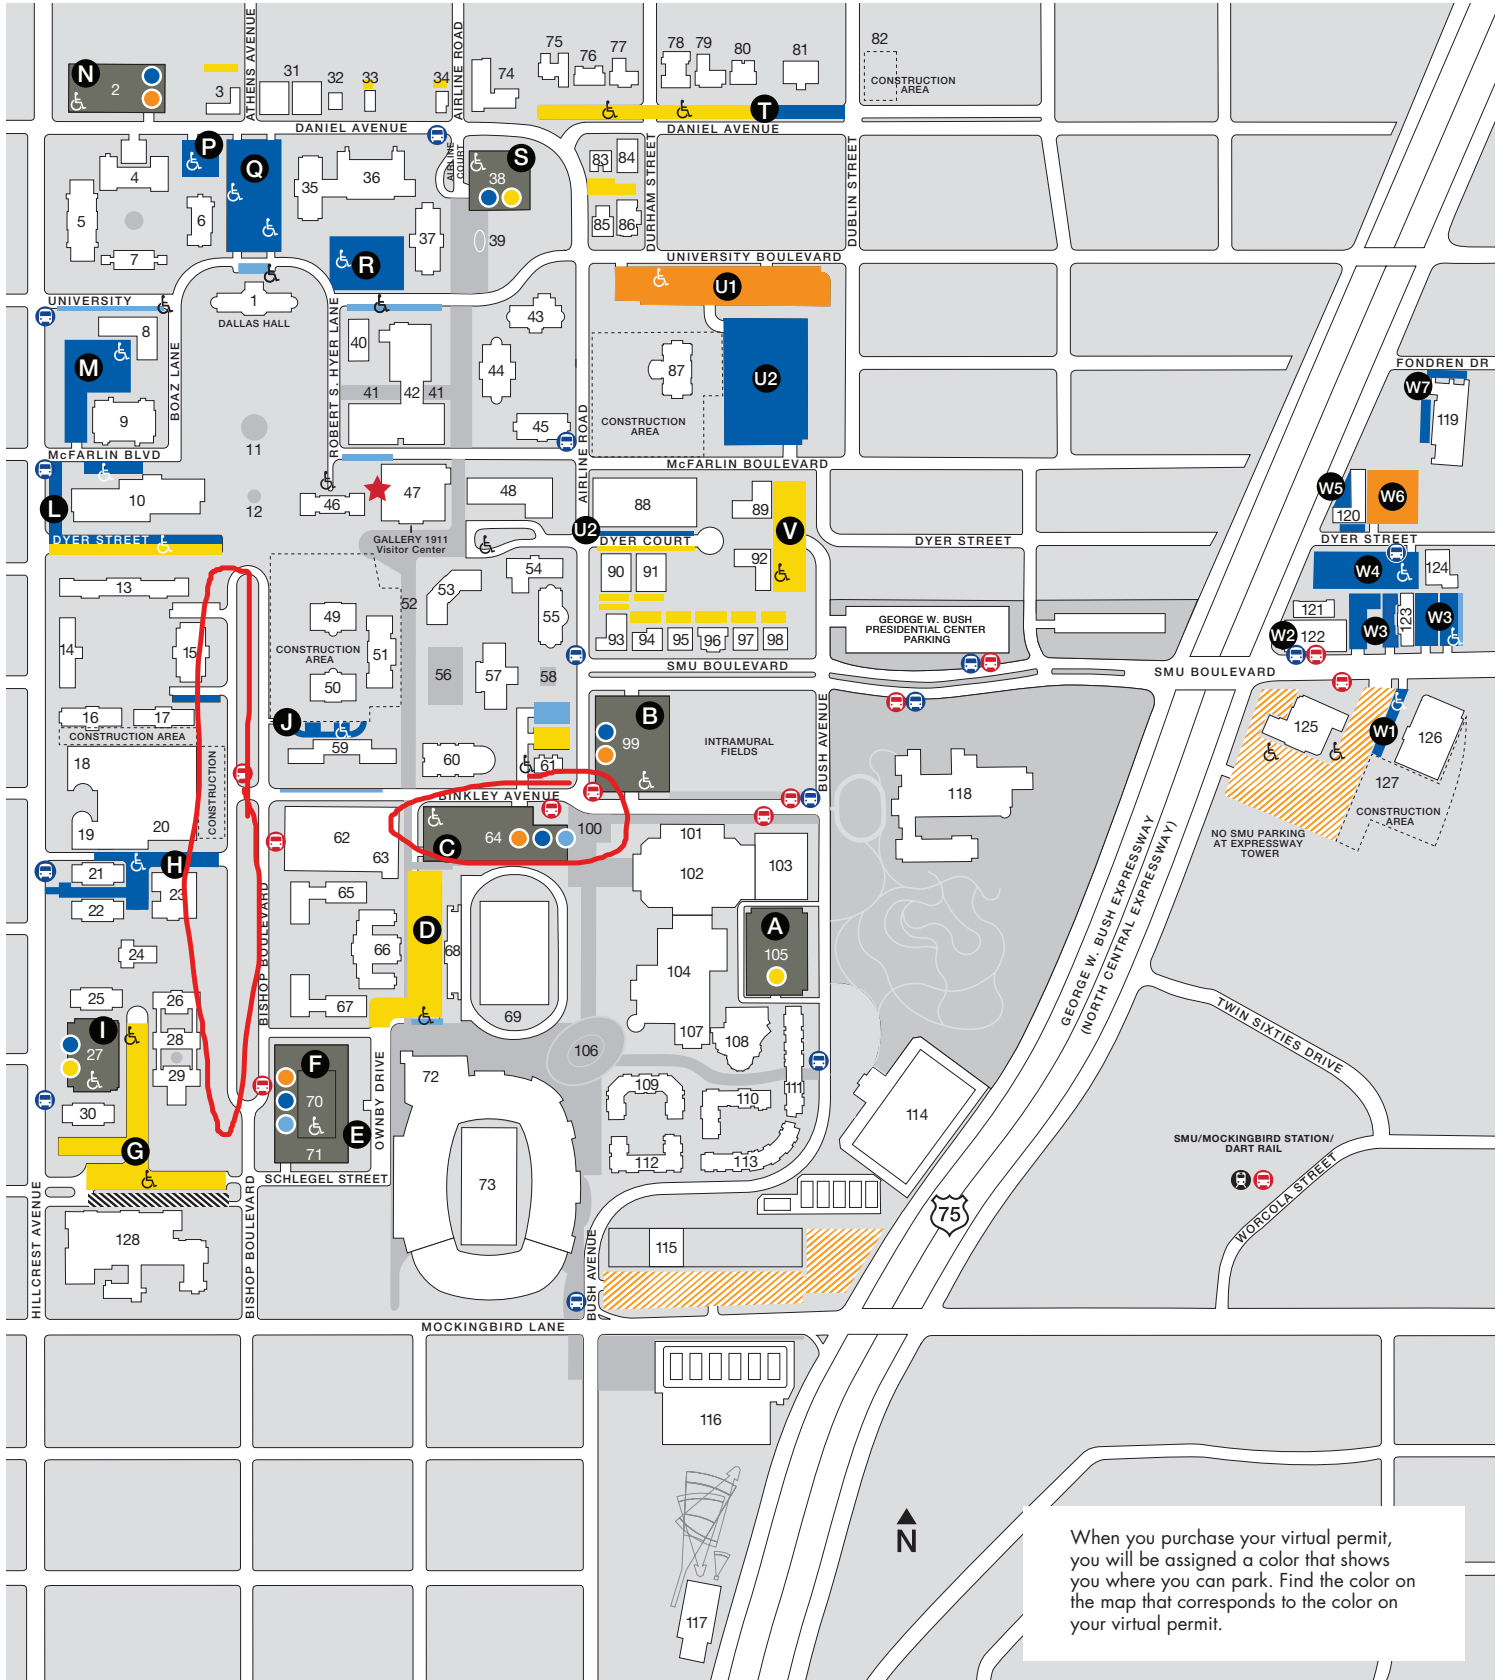 ATHENS AVENUE
AIRLINE ROAD
N
2
3
31
32
33
34
74
75
76
77
78
79
80
81
82
CONSTRUCTION
AREA
T
DANIEL AVENUE
DANIEL AVENUE
P
Q
4
5
6
7
35
36
37
AIRLINE
COURT
S
38
39
83
84
85
86
DURHAM STREET
DUBLIN STREET
UNIVERSITY BOULEVARD
R
UNIVERSITY
1
DALLAS HALL
U1
8
M
9
BOAZ LANE
ROBERT S. HYER LANE
40
41
42
41
43
44
45
87
U2
CONSTRUCTION
AREA
AIRLINE ROAD
FONDREN DR
W7
119
11
McFARLIN BLVD
McFARLIN BOULEVARD
L
10
12
46
47
48
GALLERY 1911
Visitor Center
88
U2
89
V
92
W5
120
W6
DYER STREET
DYER COURT
DYER STREET
DYER STREET
13
14
15
16
17
CONSTRUCTION AREA
49
50
51
CONSTRUCTION
AREA
52
53
54
55
56
57
58
90
91
93
94
95
96
97
98
GEORGE W. BUSH
PRESIDENTIAL CENTER
PARKING
W4
124
121
W2
122
W3
123
W3
SMU BOULEVARD
SMU BOULEVARD
J
59
60
61
B
99
INTRAMURAL
FIELDS
BUSH AVENUE
125
W1
126
127
CONSTRUCTION
AREA
NO SMU PARKING
AT EXPRESSWAY
TOWER
18
19
20
CONSTRUCTION
BINKLEY AVENUE
62
63
C
64
100
101
102
103
118
21
22
H
23
24
BISHOP BOULEVARD
65
66
67
D
68
69
A
105
104
107
108
GEORGE W. BUSH EXPRESSWAY
(NORTH CENTRAL EXPRESSWAY)
25
26
I
27
28
29
30
G
F
70
E
71
OWNBY DRIVE
72
106
109
110
111
112
113
114
TWIN SIXTIES DRIVE
SMU/MOCKINGBIRD STATION/
DART RAIL
WORCOLA STREET
SCHLEGEL STREET
73
75
HILLCREST AVENUE
128
BISHOP BOULEVARD
115
BUSH AVENUE
MOCKINGBIRD LANE
116
117
N
When you purchase your virtual permit,
you will be assigned a color that shows
you where you can park. Find the color on
the map that corresponds to the color on
your virtual permit.